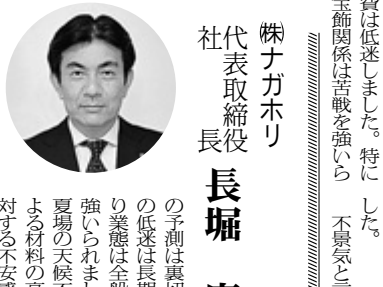 費は低迷しました。特に
宝飾関係は苦戦を強いら
した。
不景気と言
㈱ナガホリ
代表取締役
社長
長堀
の予測は裏切
の低迷は長期
り業態は全般
強いられまし
夏場の天候不
よる材料の高
対する不安感